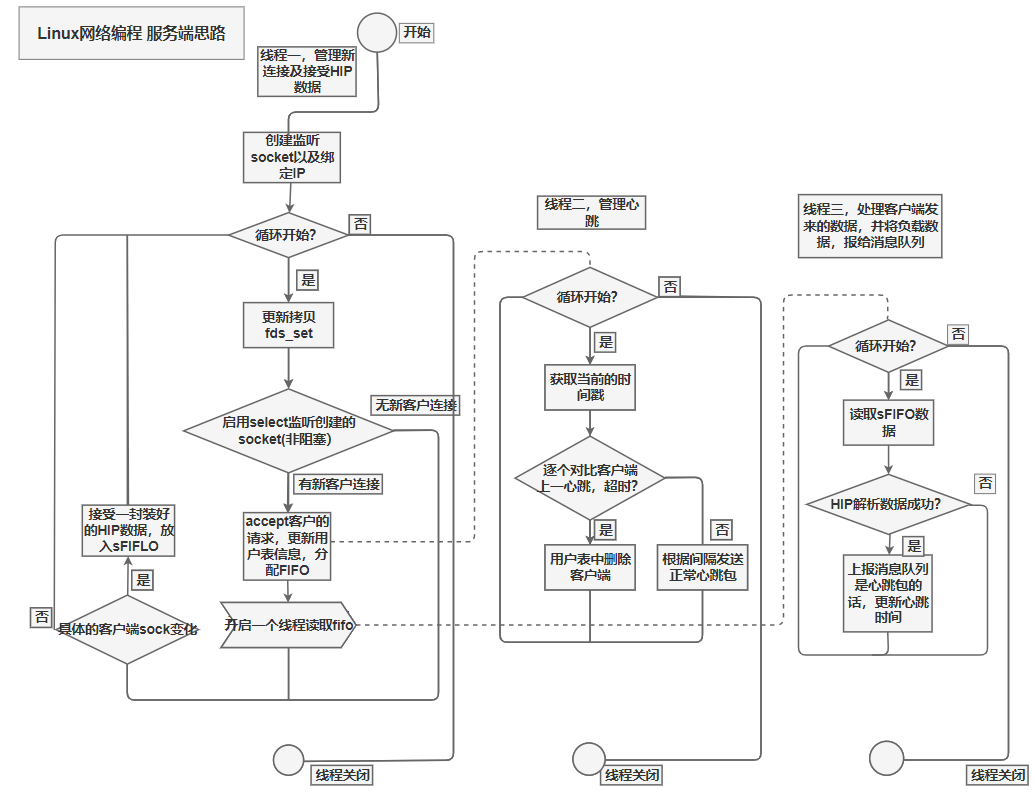 Linux网络编程 服务端思路
开始
线程一，管理新
连接及接受HIP
数据
创建监听
socket以及绑
定IP
循环开始?
否
是
更新拷贝
fds_set
启用select监听创建的
socket(非阻塞)
无新客户连接
有新客户连接
accept客户的
请求，更新用
户表信息，分
配FIFO
开启一个线程读取fifo
接受一封装好
的HIP数据，放
入sFIFLO
是
否
具体的客户端sock变化
线程关闭
线程二，管理心
跳
循环开始?
否
是
获取当前的时
间戳
逐个对比客户端
上一心跳，超时?
是
否
用户表中删除
客户端
根据间隔发送
正常心跳包
线程关闭
线程三，处理客户端发
来的数据，并将负载数
据，报给消息队列
循环开始?
否
是
读取sFIFO数
据
HIP解析数据成功?
否
是
上报消息队列
是心跳包的
话，更新心跳
时间
线程关闭